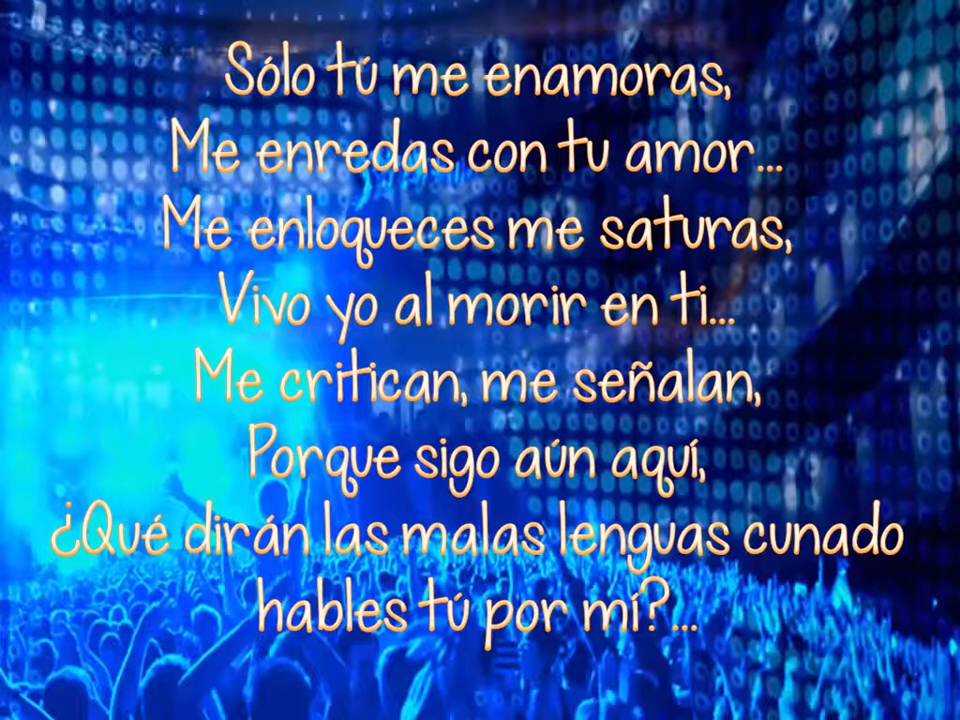 Sólo tú me enamoras,
Me enredas con tu amor...
Me enloqueces me saturas,
Vivo yo al morir en ti...
Me critican, me señalan,
Porque sigo aún aquí,
¿Qué dirán las malas lenguas cunado
hables tú por mí?...